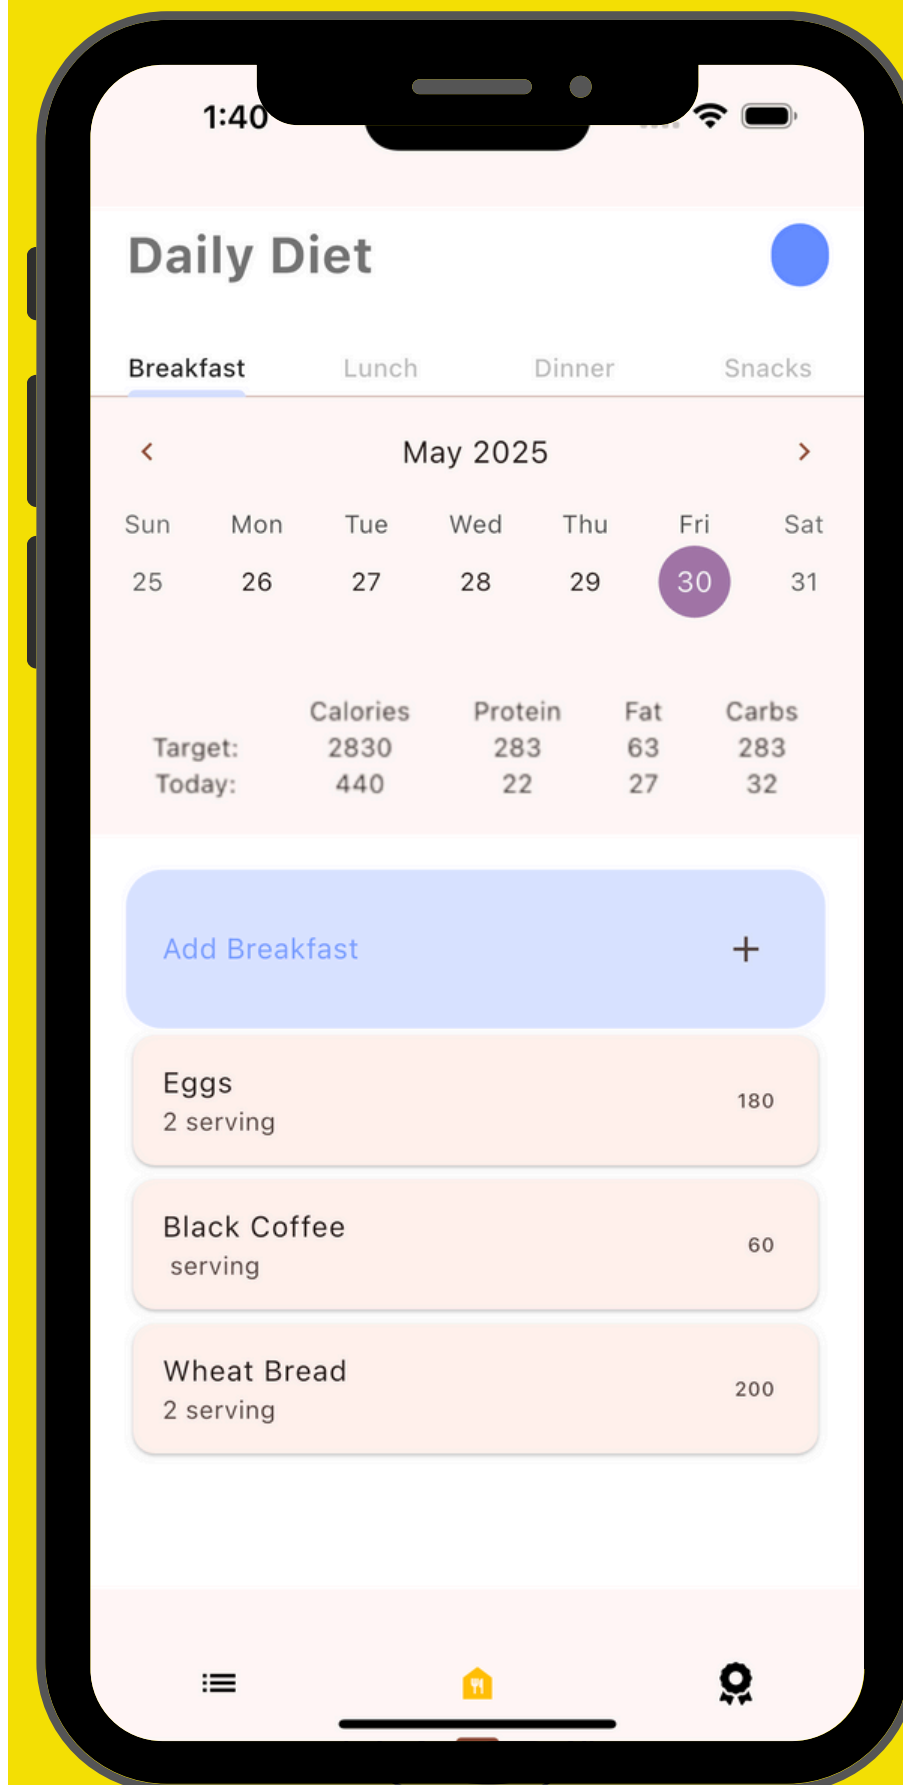 1:40
Daily Diet
Breakfast Lunch Dinner Snacks
May 2025
Sun Mon Tue Wed Thu Fri Sat
25 26 27 28 29 30 31
Calories Protein Fat Carbs
Target: 2830 283 63 283
Today: 440 22 27 32
Add Breakfast +
Eggs
2 serving
180
Black Coffee
serving
60
Wheat Bread
2 serving
200